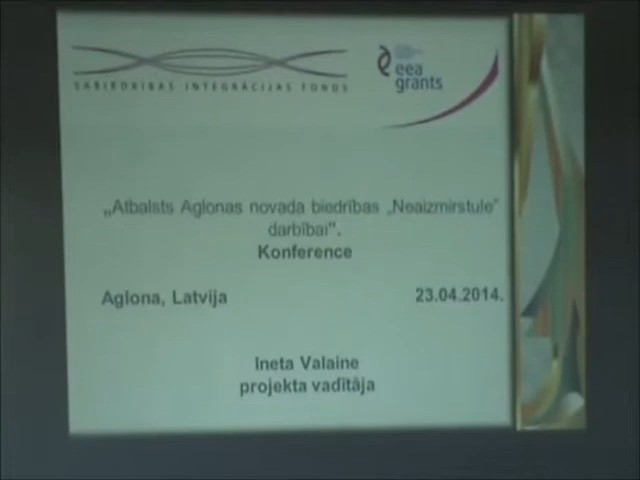 SABIEDRĪBAS INTEGRĀCIJAS FONDS
eea
grants
„Atbalsts Aglonas novada biedrības „Neaizmirstule”
darbībai”.
Konference
Aglona, Latvija
23.04.2014.
Ineta Valaine
projekta vadītāja